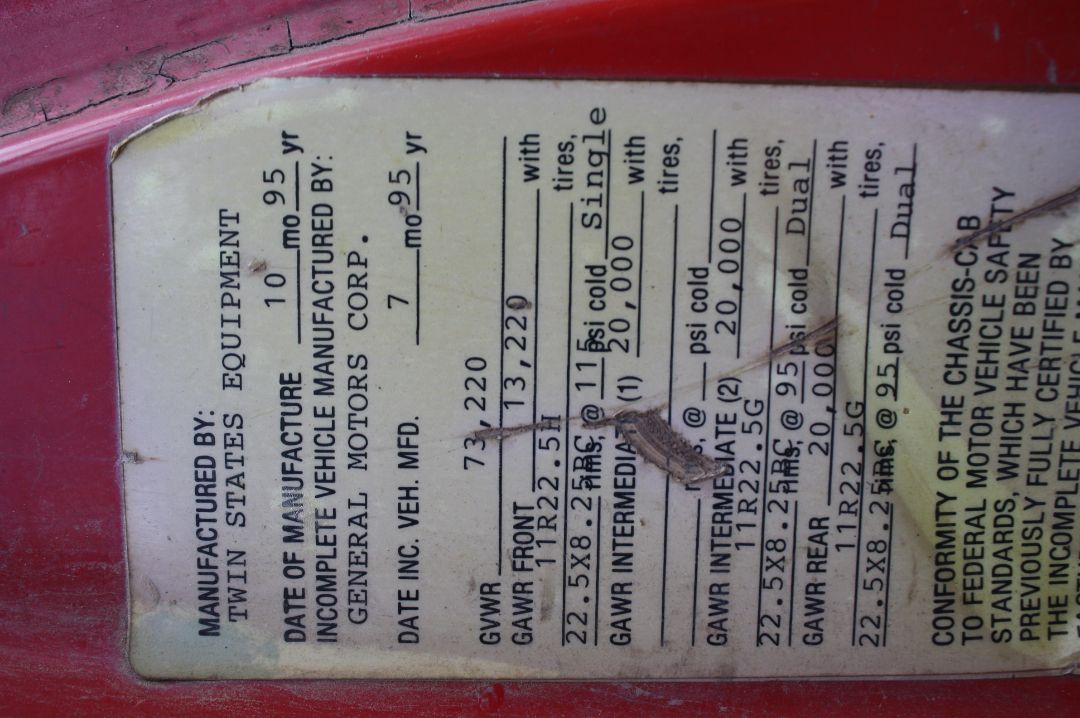 MANUFACTURED BY:
TWIN STATES EQUIPMENT
DATE OF MANUFACTURE 10 mo 95 yr
INCOMPLETE VEHICLE MANUFACTURED BY:
GENERAL MOTORS CORP.
DATE INC. VEH. MFD. 7 mo 95 yr
GVWR 73,220
GAWR FRONT 13,220 with
11R22.5H tires,
22.5X8.25BC rims, @ 115 psi cold Single
GAWR INTERMEDIATE (1) 20,000 with
tires,
@ psi cold
GAWR INTERMEDIATE (2) 20,000 with
11R22.5G tires,
22.5X8.25BC rims, @ 95 psi cold Dual
GAWR REAR 20,000 with
11R22.5G tires,
22.5X8.25BC rims, @ 95 psi cold Dual
CONFORMITY OF THE CHASSIS-CAB
TO FEDERAL MOTOR VEHICLE SAFETY
STANDARDS, WHICH HAVE BEEN
PREVIOUSLY FULLY CERTIFIED BY
THE INCOMPLETE VEHICLE